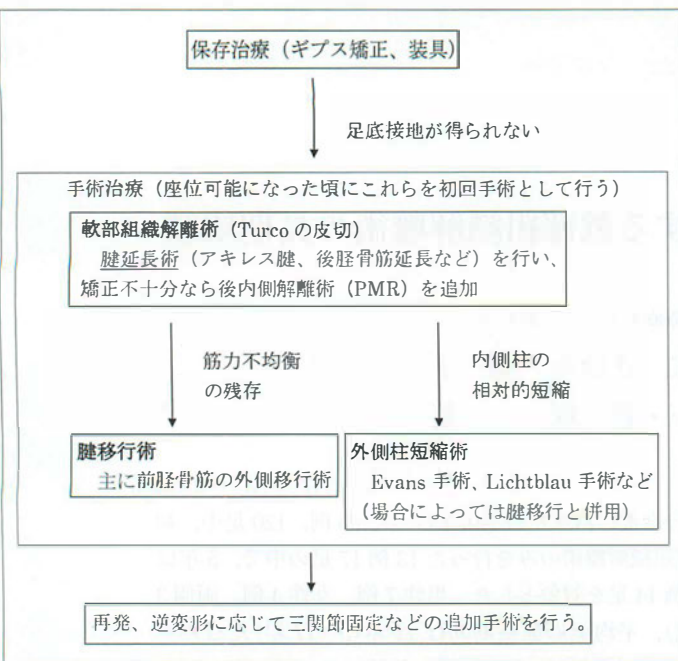 保存治療（ギプス矯正、装具）
足底接地が得られない
手術治療（座位可能になった頃にこれらを初回手術として行う）
軟部組織解離術（Turco の皮切）
腱延長術（アキレス腱、後脛骨筋延長など）を行い、
矯正不十分なら後内側解離術（PMR）を追加
筋力不均衡
の残存
内側柱の
相対的短縮
腱移行術
主に前脛骨筋の外側移行術
外側柱短縮術
Evans 手術、Lichtblau 手術など
（場合によっては腱移行と併用）
再発、逆変形に応じて三関節固定などの追加手術を行う。